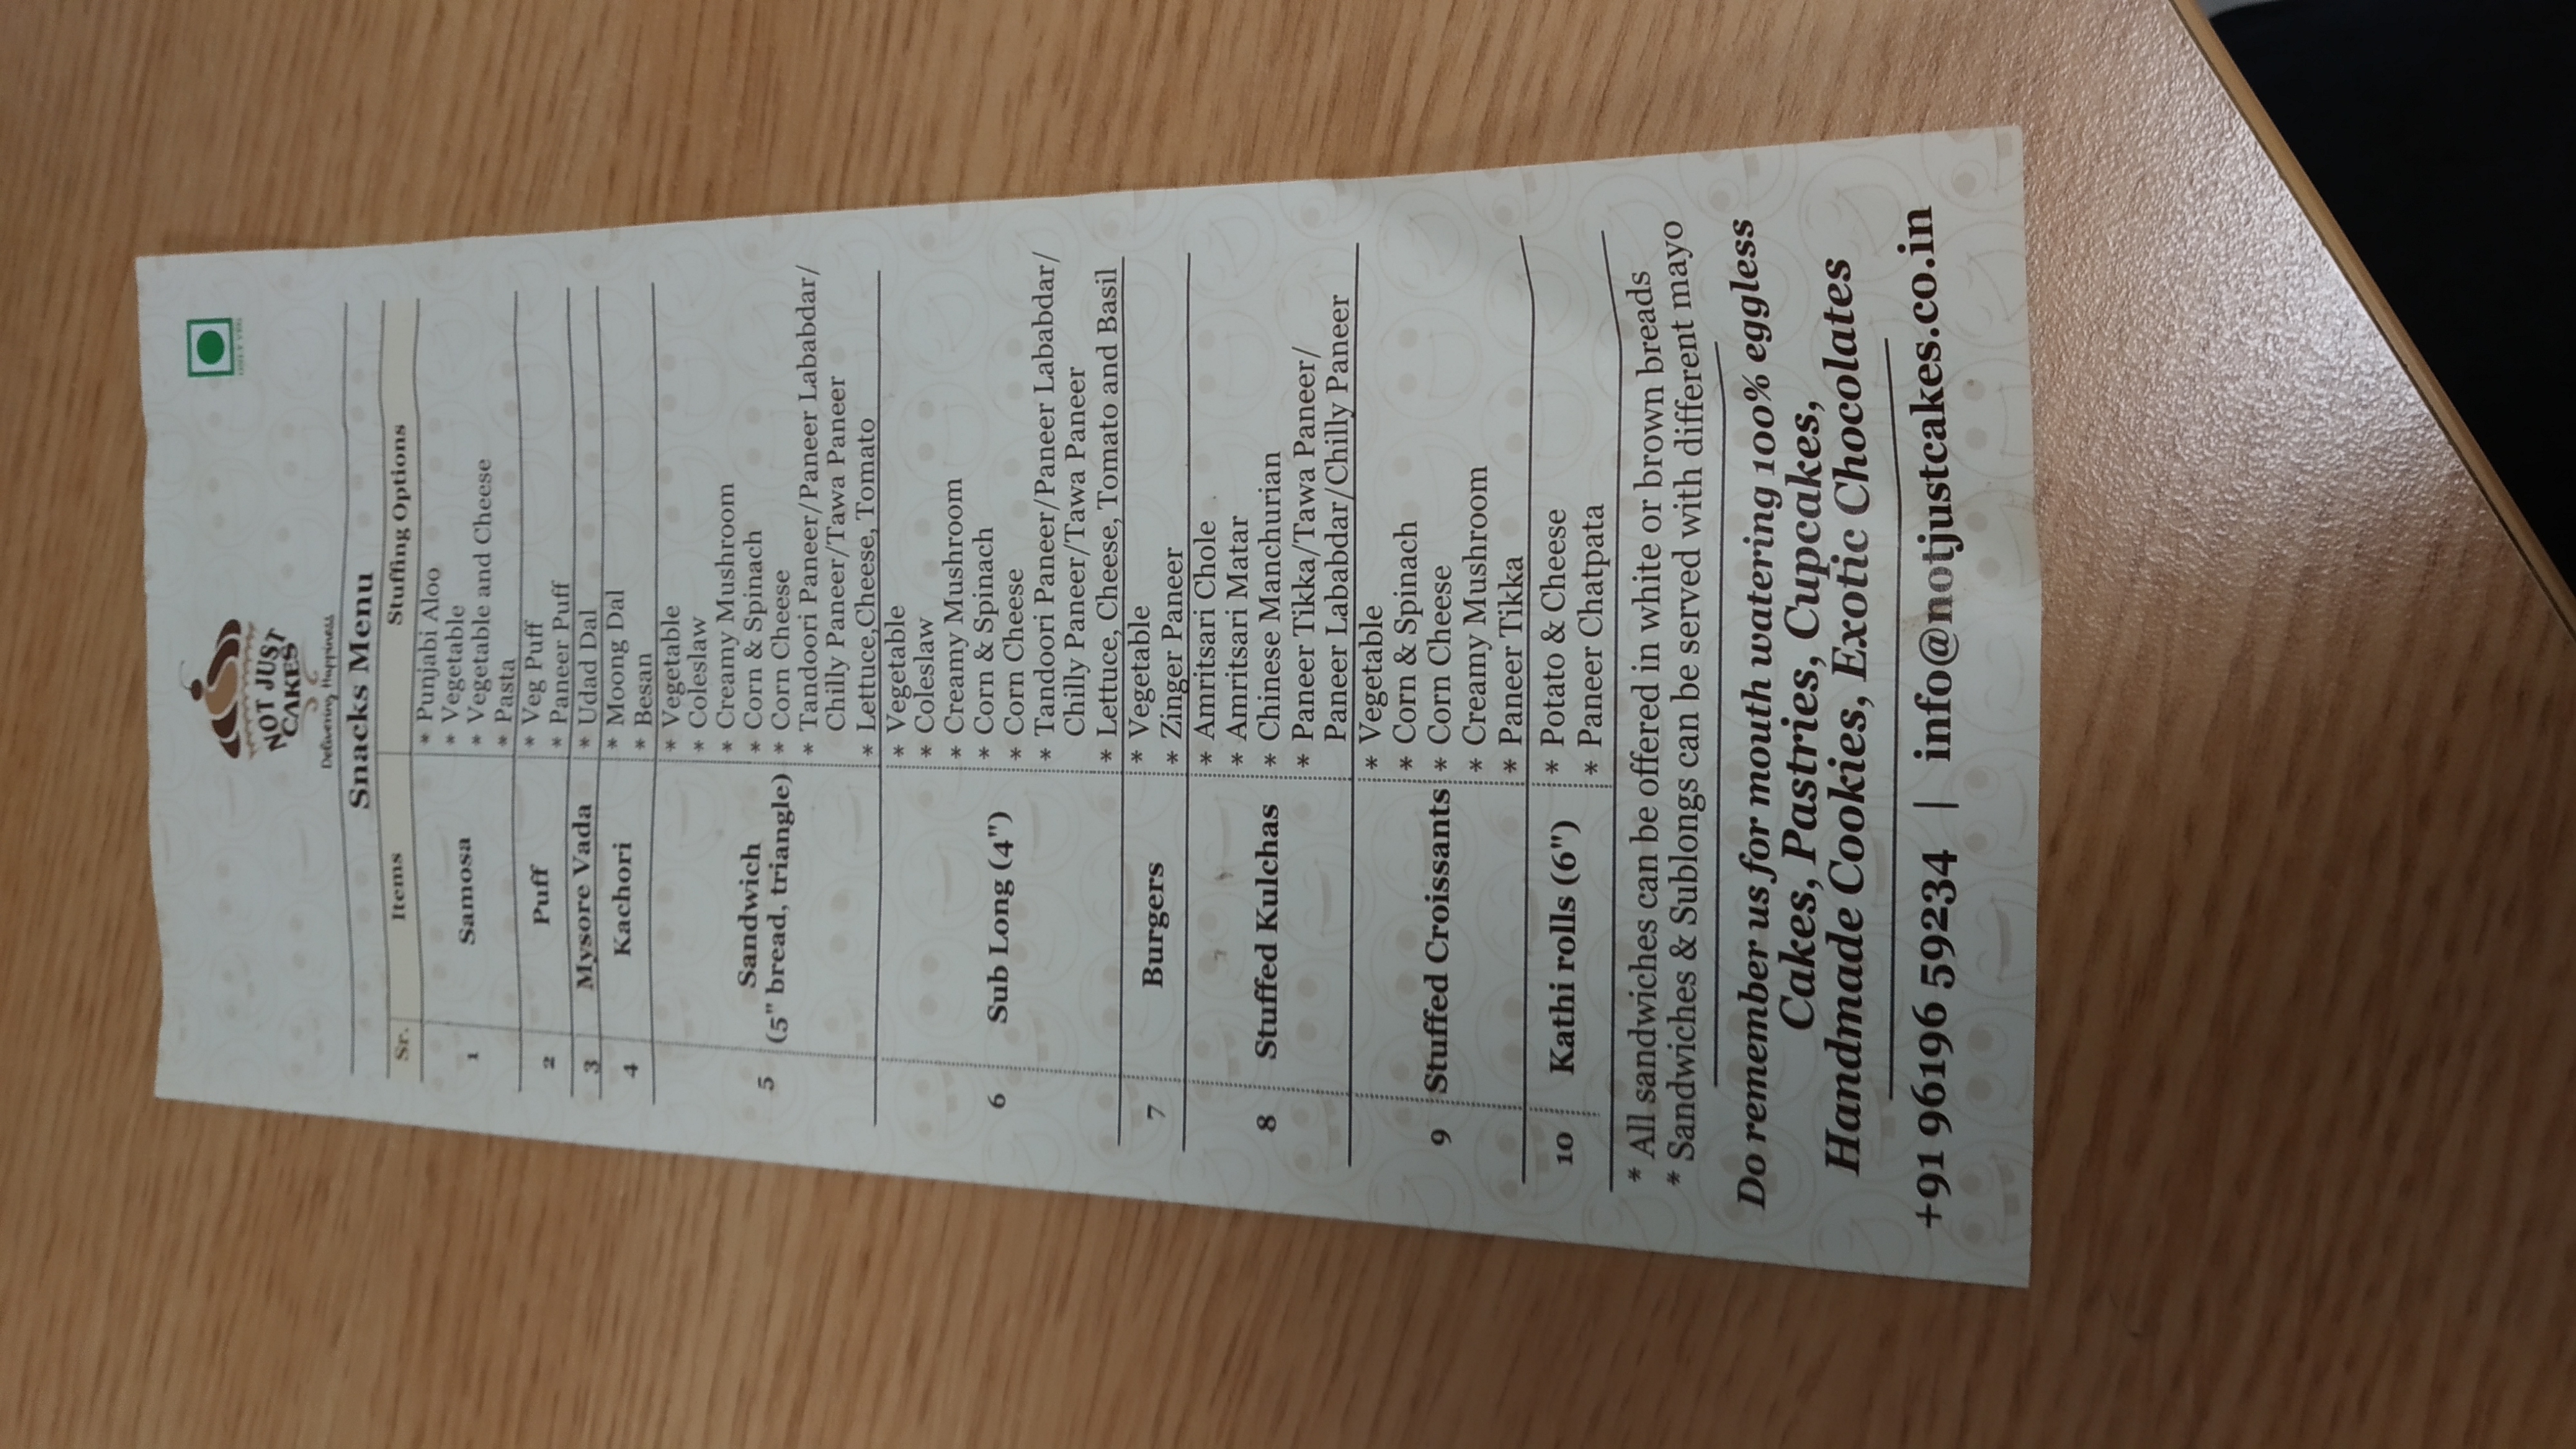 NOT JUST
CAKES
Delivering Happiness
ONLY VEG
Snacks Menu
Sr. Items Stuffing Options
1 Samosa
* Punjabi Aloo
* Vegetable
* Vegetable and Cheese
* Pasta
2 Puff
* Veg Puff
* Paneer Puff
3 Mysore Vada * Udad Dal
4 Kachori
* Moong Dal
* Besan
5 Sandwich
(5" bread, triangle)
* Vegetable
* Coleslaw
* Creamy Mushroom
* Corn & Spinach
* Corn Cheese
* Tandoori Paneer/Paneer Lababdar/
Chilly Paneer/Tawa Paneer
* Lettuce,Cheese, Tomato
6 Sub Long (4")
* Vegetable
* Coleslaw
* Creamy Mushroom
* Corn & Spinach
* Corn Cheese
* Tandoori Paneer/Paneer Lababdar/
Chilly Paneer/Tawa Paneer
* Lettuce, Cheese, Tomato and Basil
7 Burgers
* Vegetable
* Zinger Paneer
8 Stuffed Kulchas
* Amritsari Chole
* Amritsari Matar
* Chinese Manchurian
* Paneer Tikka/Tawa Paneer/
Paneer Lababdar/Chilly Paneer
9 Stuffed Croissants
* Vegetable
* Corn & Spinach
* Corn Cheese
* Creamy Mushroom
* Paneer Tikka
10 Kathi rolls (6")
* Potato & Cheese
* Paneer Chatpata
* All sandwiches can be offered in white or brown breads
* Sandwiches & Sublongs can be served with different mayo
Do remember us for mouth watering 100% eggless
Cakes, Pastries, Cupcakes,
Handmade Cookies, Exotic Chocolates
+91 96196 59234 | info@notjustcakes.co.in